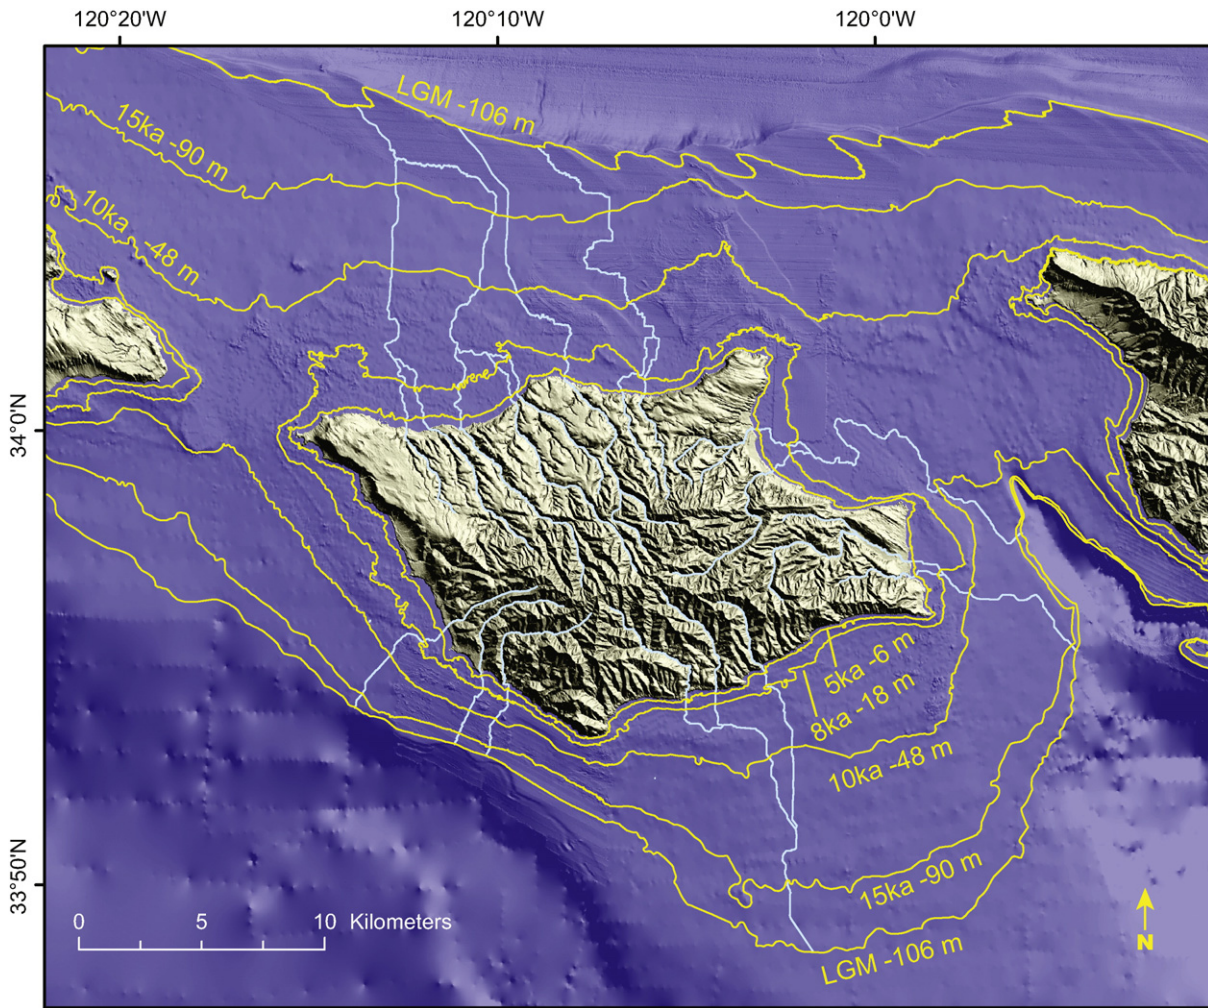 120°20'W
120°10'W
120°0'W
LGM -106 m
15ka -90 m
10ka -48 m
34°0'N
5ka -6 m
8ka -18 m
10ka -48 m
33°50'N
15ka -90 m
0 5 10 Kilometers
N
LGM -106 m